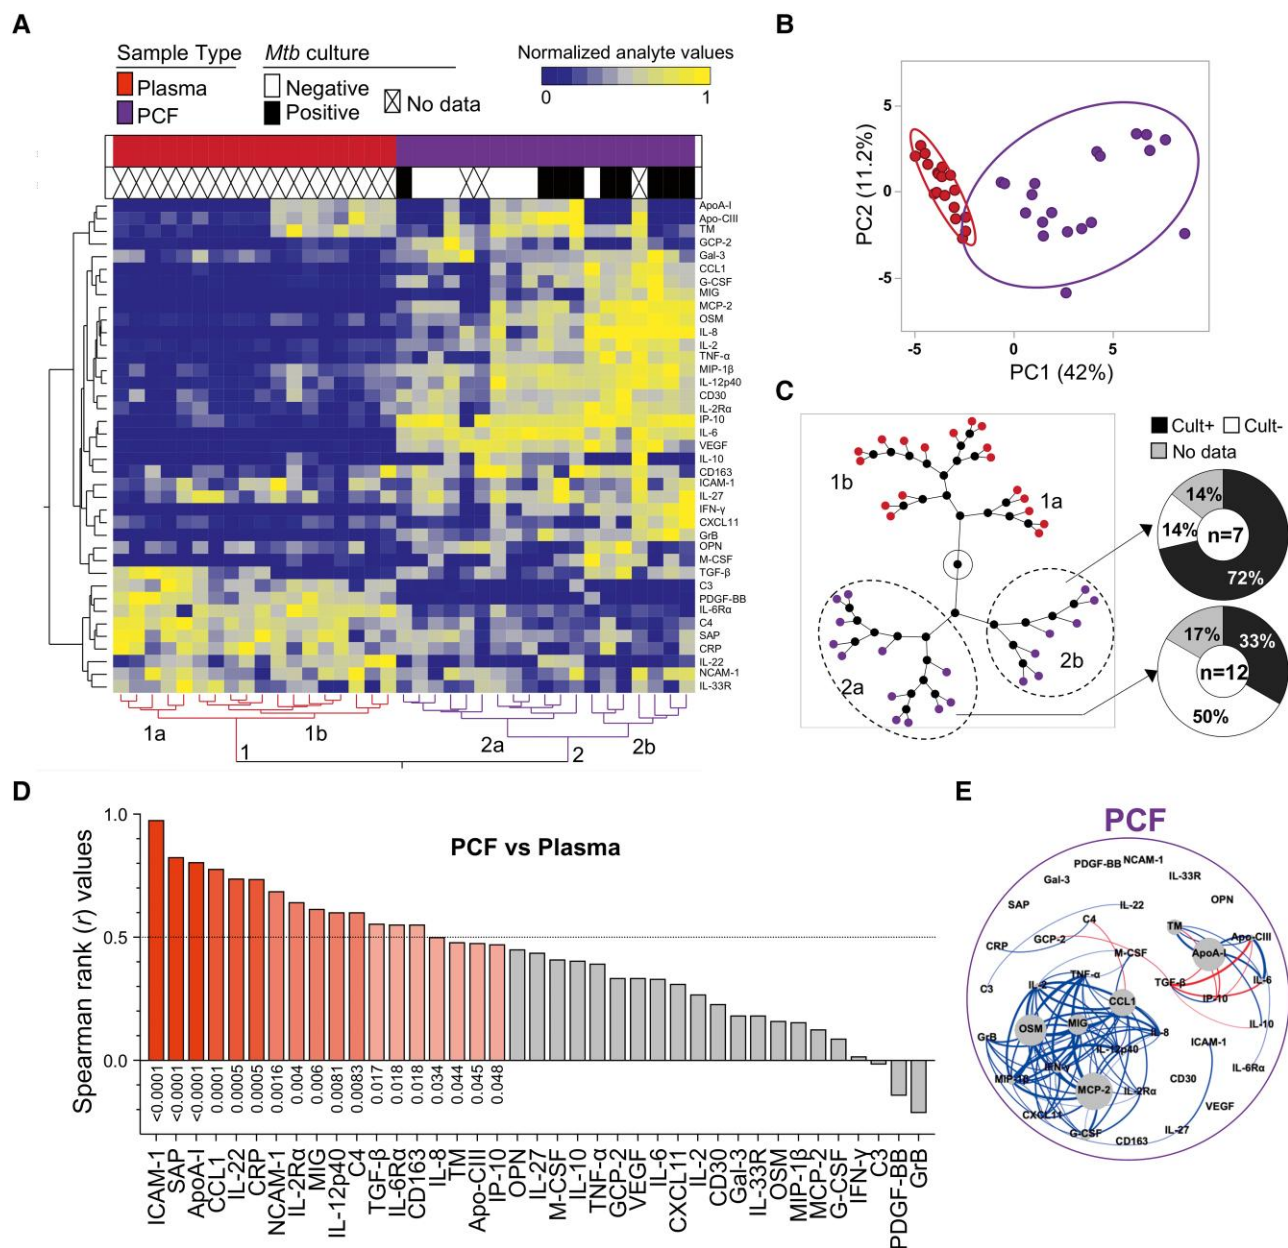 A
Sample Type
Plasma
PCF
Mtb culture
Negative
Positive
No data
Normalized analyte values
0 1
ApoA-I
Apo-CIII
TM
GCP-2
Gal-3
CCL1
G-CSF
MIG
MCP-2
OSM
IL-8
IL-2
TNF-α
MIP-1β
IL-12p40
CD30
IL-2Rα
IP-10
IL-6
VEGF
IL-10
CD163
ICAM-1
IL-27
IFN-γ
CXCL11
GrB
OPN
M-CSF
TGF-β
C3
PDGF-BB
IL-6Rα
C4
SAP
CRP
IL-22
NCAM-1
IL-33R
1a 1b 2a 2b
1 2
B
PC2 (11.2%)
5
0
-5
-5 0 5
PC1 (42%)
C
1b
1a
2a
2b
Cult+ Cult-
No data
14%
14% n=7
72%
17% 33%
n=12
50%
D
PCF vs Plasma
Spearman rank (r) values
1.0
0.5
0.0
<0.0001
<0.0001
<0.0001
0.0001
0.0005
0.0005
0.0016
0.004
0.006
0.0081
0.0083
0.017
0.018
0.018
0.034
0.044
0.045
0.048
ICAM-1
SAP
ApoA-I
CCL1
IL-22
CRP
NCAM-1
IL-2Rα
MIG
IL-12p40
C4
TGF-β
IL-6Rα
CD163
IL-8
TM
Apo-CIII
IP-10
OPN
IL-27
M-CSF
IL-10
TNF-α
GCP-2
VEGF
IL-6
CXCL11
IL-2
CD30
Gal-3
IL-33R
OSM
MIP-1β
MCP-2
G-CSF
IFN-γ
C3
PDGF-BB
GrB
E
PCF
PDGF-BB NCAM-1
Gal-3 IL-33R
SAP IL-22 OPN
C4
TM Apo-CIII
CRP GCP-2 M-CSF ApoA-I
TNF-α TGF-β IL-6
C3 IL-2 IP-10
CCL1
OSM MIG IL-8 IL-10
GrB IL-12p40 ICAM-1
IFN-γ IL-6Rα
MIP-1β MCP-2 IL-2Rα CD30
CXCL11 VEGF
G-CSF CD163 IL-27